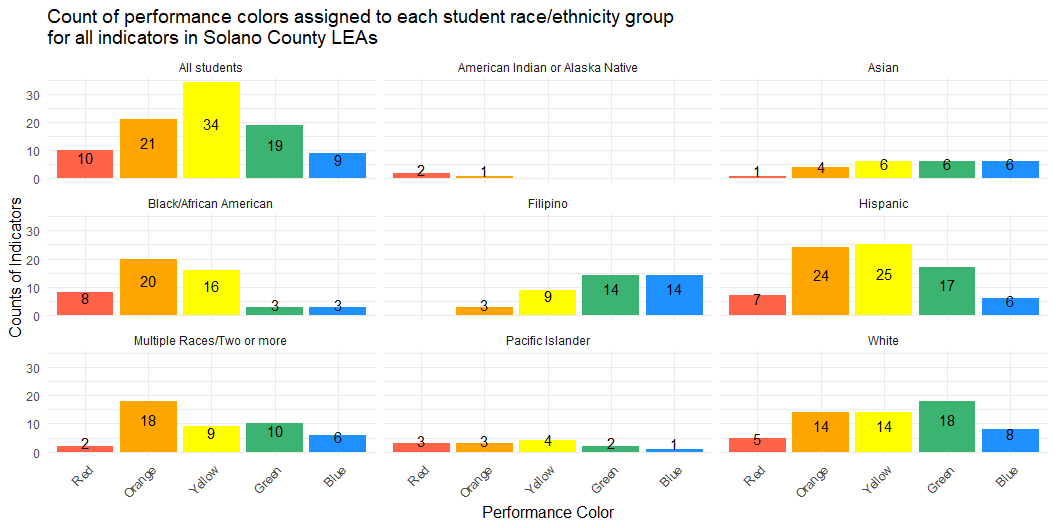 Count of performance colors assigned to each student race/ethnicity group
for all indicators in Solano County LEAs
All students
American Indian or Alaska Native
Asian
30
20
10
0
10
21
34
19
9
2
1
1
4
6
6
6
Black/African American
Filipino
Hispanic
30
20
10
0
8
20
16
3
3
3
9
14
14
7
24
25
17
6
Multiple Races/Two or more
Pacific Islander
White
30
20
10
0
2
18
9
10
6
3
3
4
2
1
5
14
14
18
8
Red
Orange
Yellow
Green
Blue
Red
Orange
Yellow
Green
Blue
Red
Orange
Yellow
Green
Blue
Counts of Indicators
Performance Color